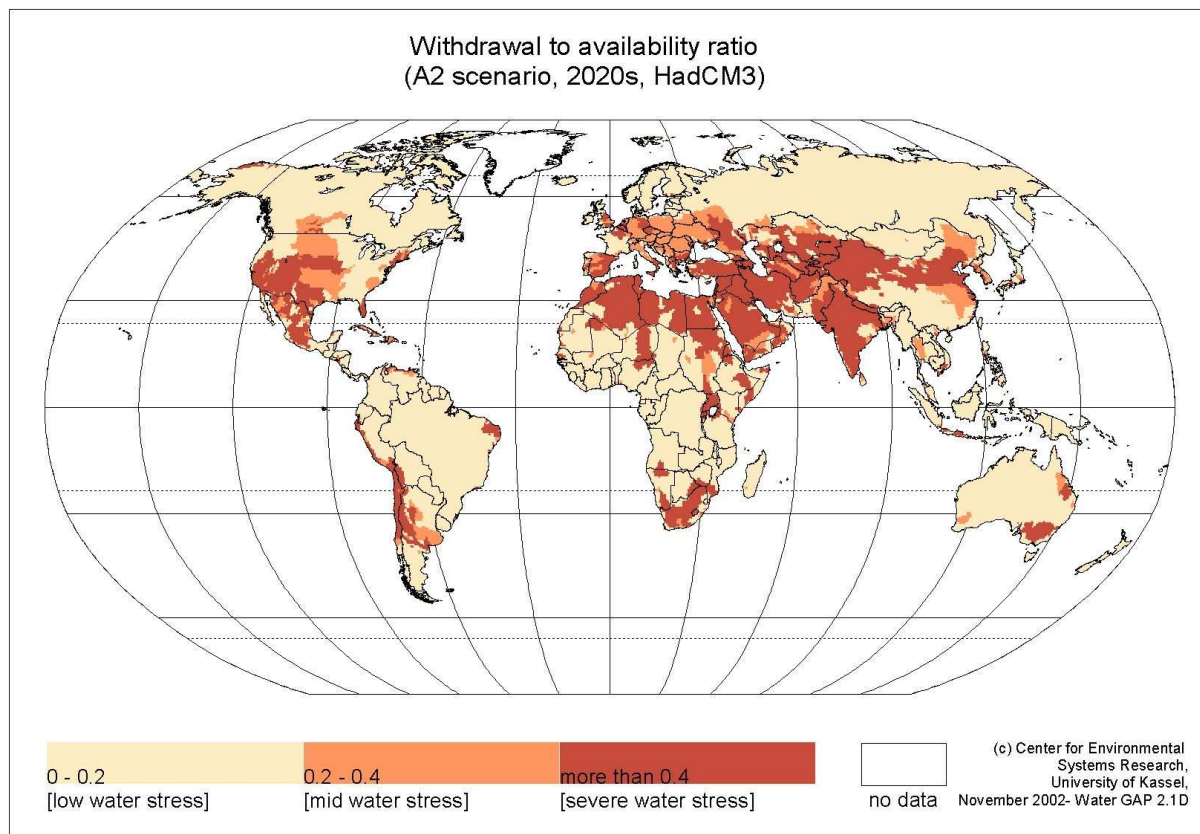 Withdrawal to availability ratio
(A2 scenario, 2020s, HadCM3)
0 - 0.2
[low water stress]
0.2 - 0.4
[mid water stress]
more than 0.4
[severe water stress]
no data
(c) Center for Environmental
Systems Research,
University of Kassel,
November 2002- Water GAP 2.1D